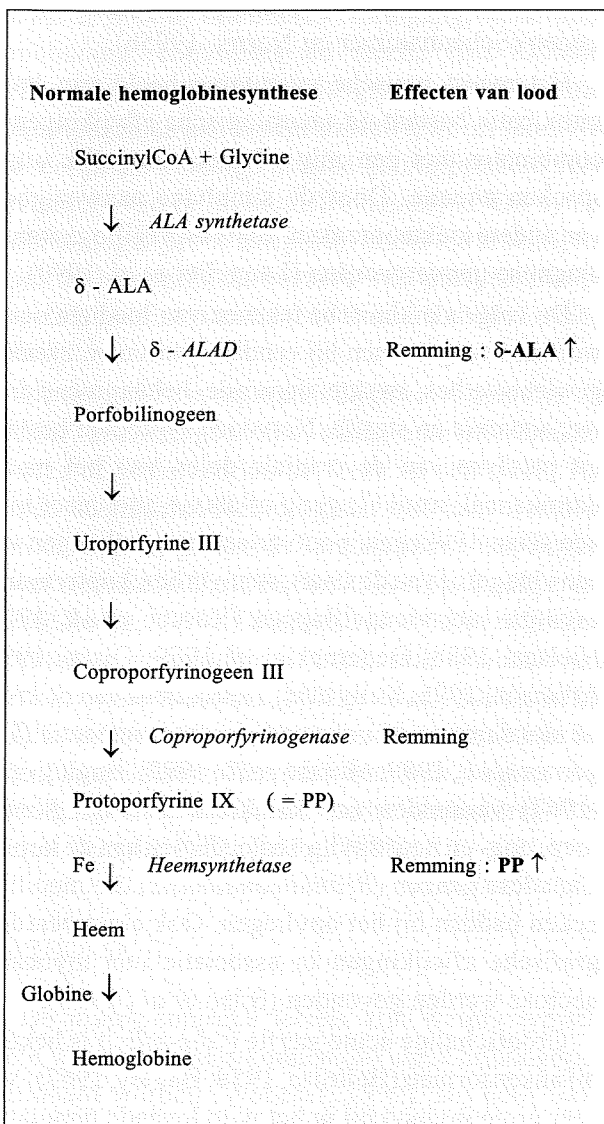 Normale hemoglobinesynthese Effecten van lood
SuccinylCoA + Glycine
↓ ALA synthetase
δ - ALA
↓ δ - ALAD Remming : δ-ALA ↑
Porfobilinogeen
↓
Uroporfyrine III
↓
Coproporfyrinogeen III
↓ Coproporfyrinogenase Remming
Protoporfyrine IX ( = PP)
Fe ↓ Heemsynthetase Remming : PP ↑
Heem
Globine ↓
Hemoglobine